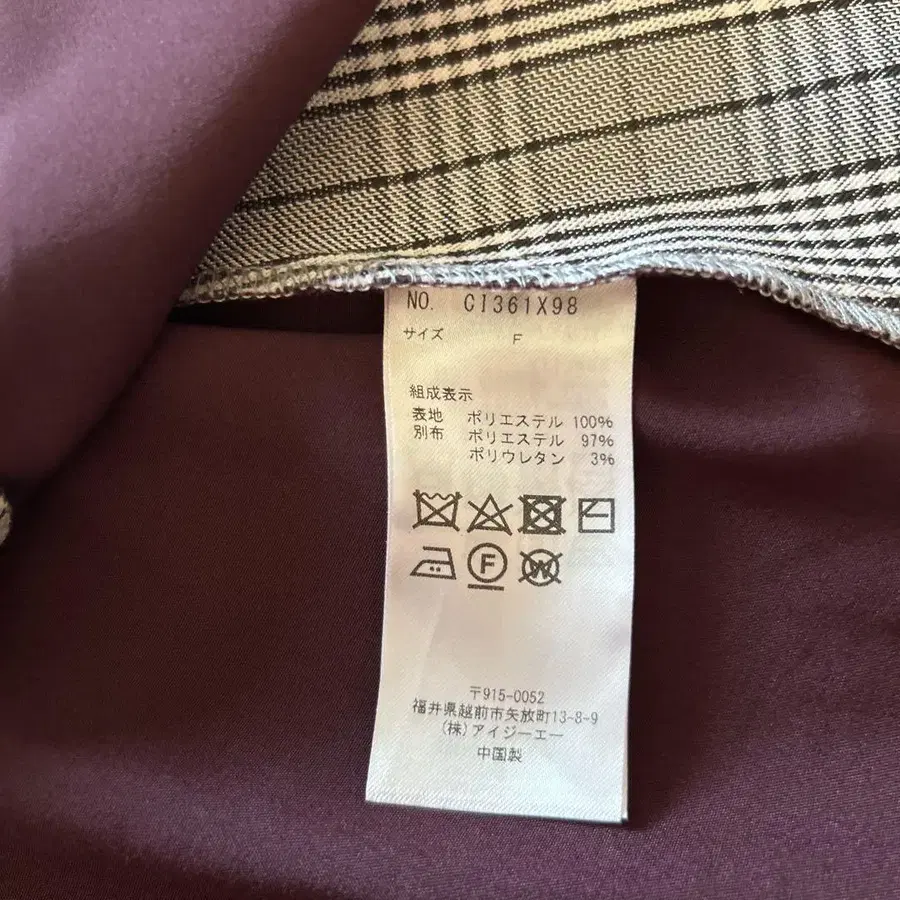 NO. CI361X98
サイズ F
組成表示
表地 ポリエステル 100%
別布 ポリエステル 97%
ポリウレタン 3%
F
W
〒915-0052
福井県越前市矢放町13-8-9
(株)アイジーエー
中国製